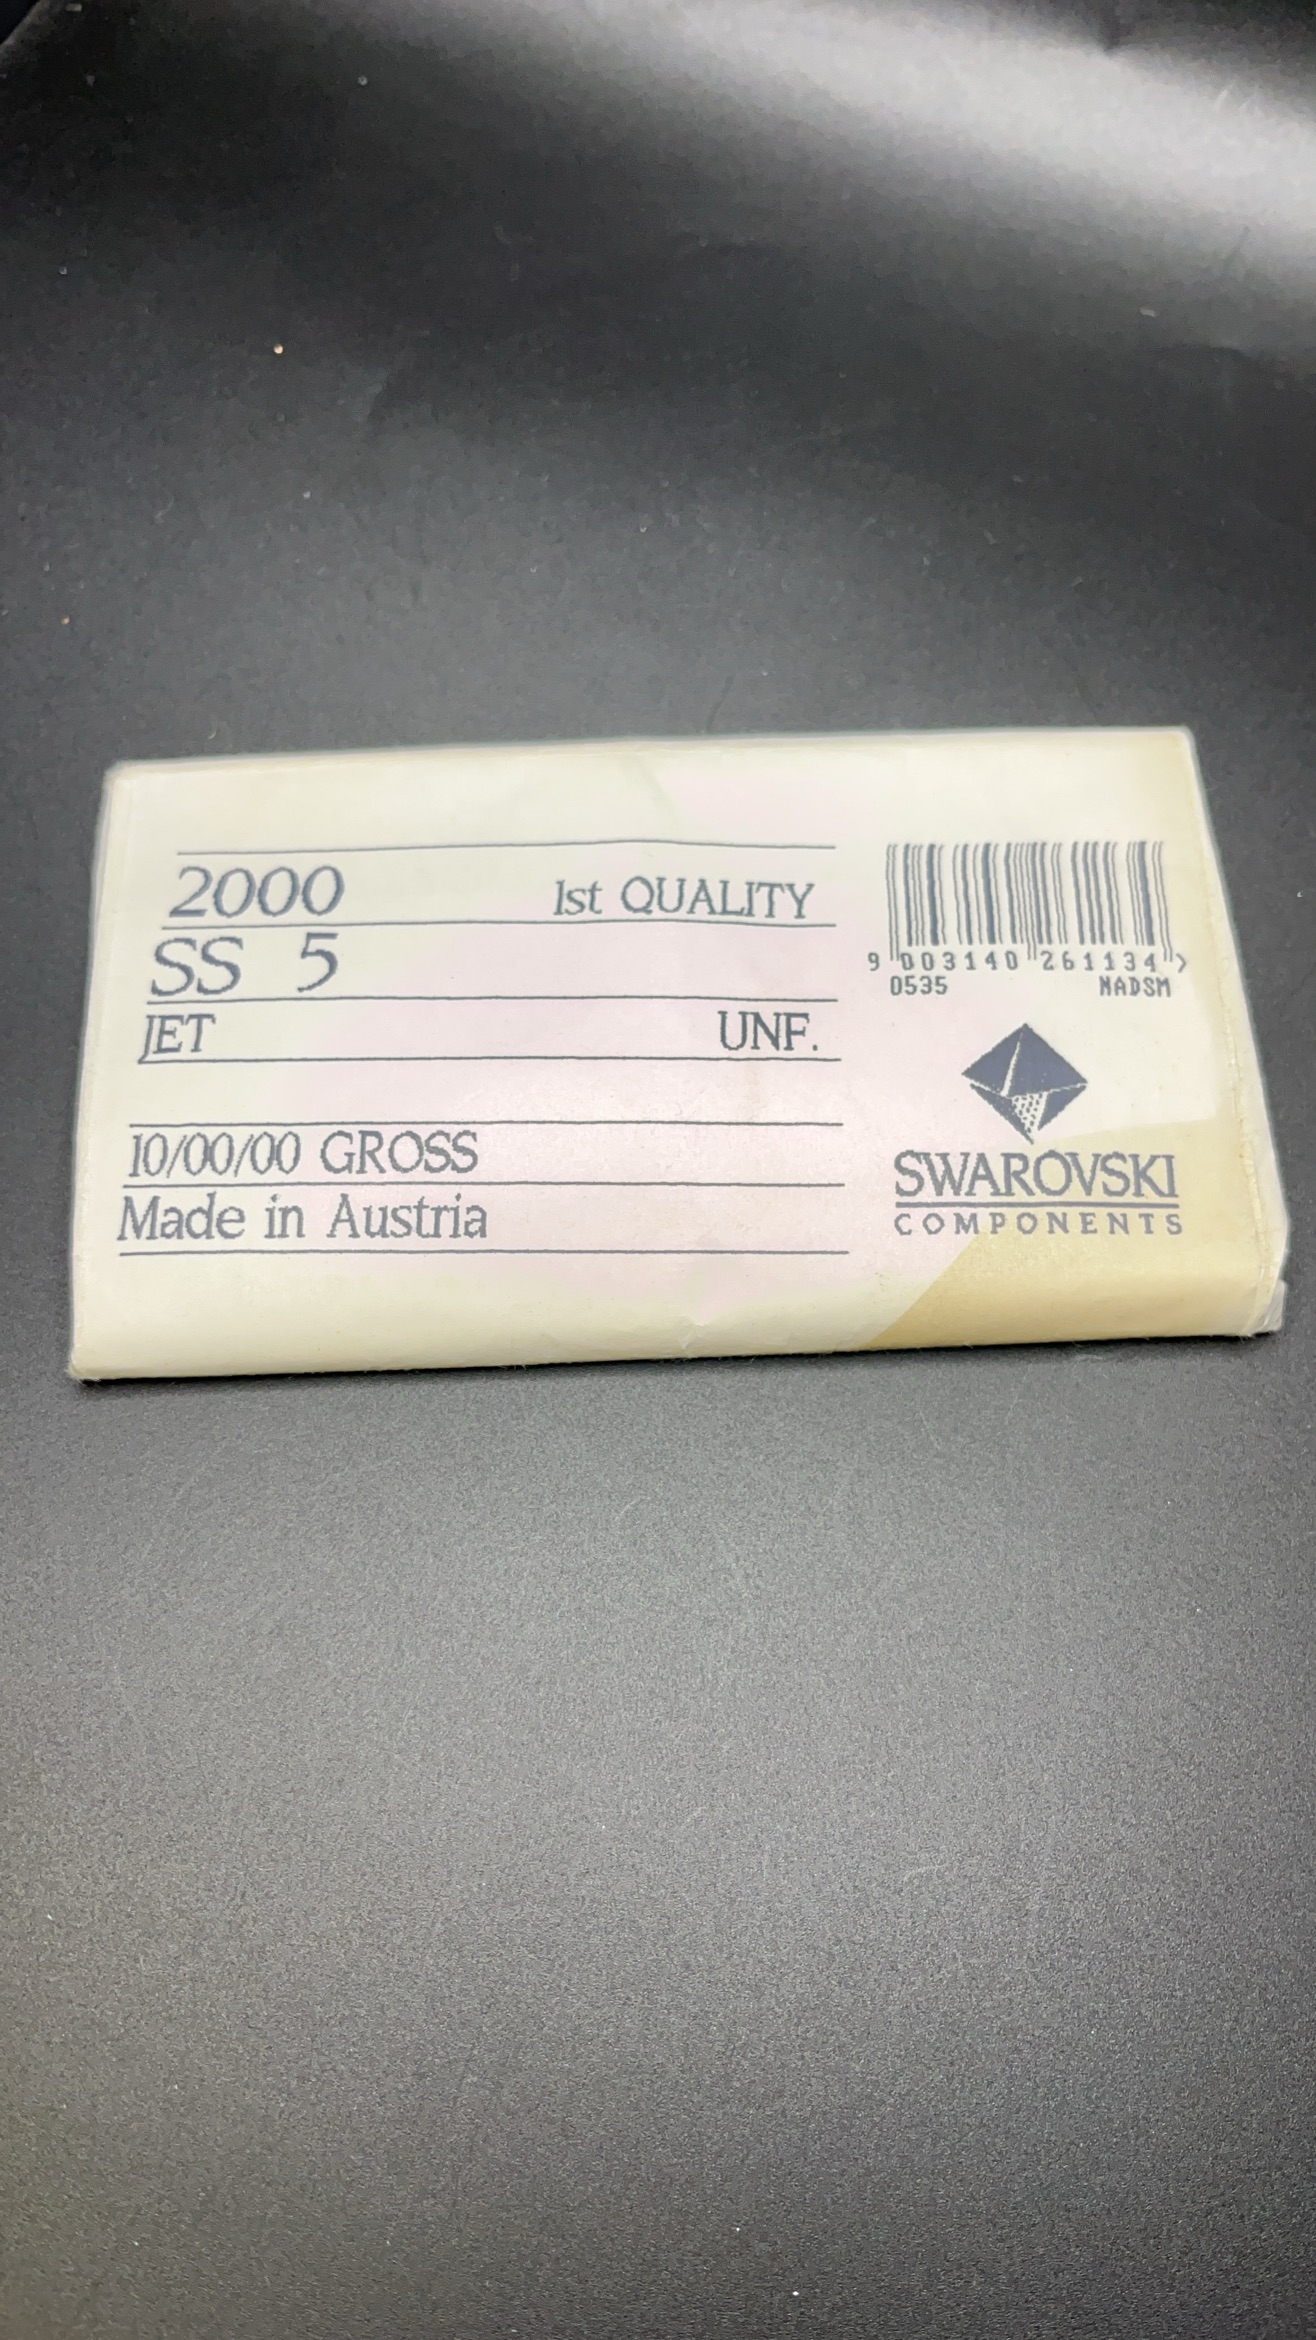 2000 1st QUALITY
SS 5
JET UNF.
10/00/00 GROSS
Made in Austria
9 003140 261134 >
0535 NADSM
SWAROVSKI
COMPONENTS